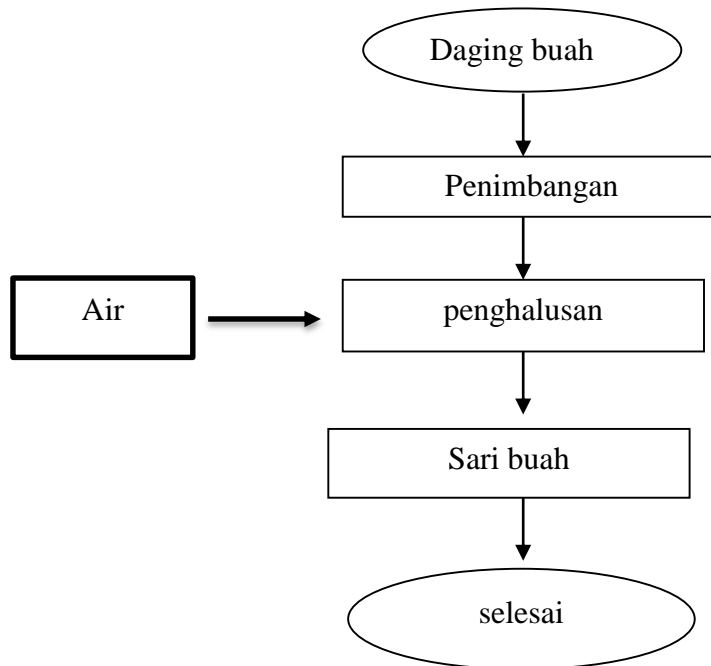 Daging buah
Penimbangan
Air
penghalusan
Sari buah
selesai